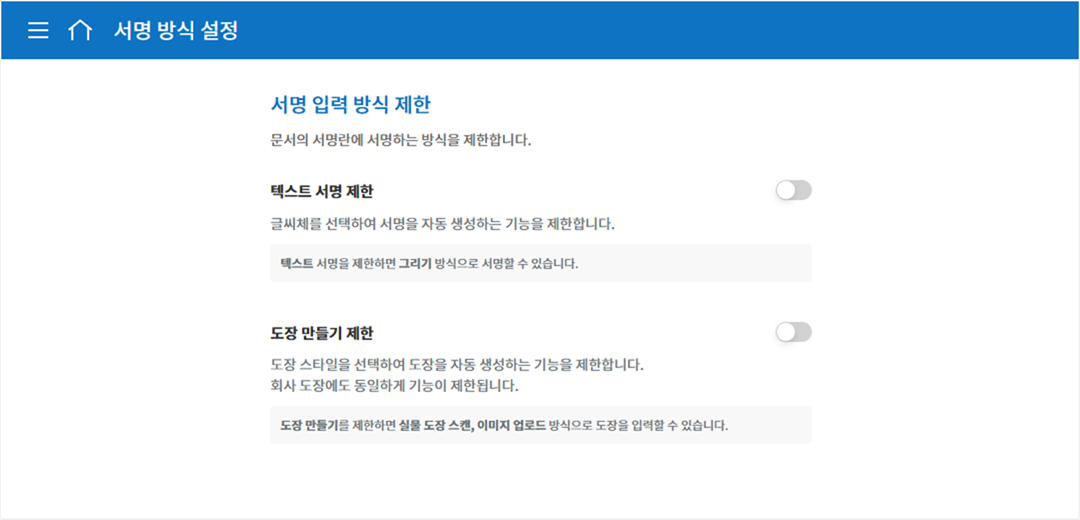 서명 방식 설정
서명 입력 방식 제한
문서의 서명란에 서명하는 방식을 제한합니다.
텍스트 서명 제한
글씨체를 선택하여 서명을 자동 생성하는 기능을 제한합니다.
텍스트 서명을 제한하면 그리기 방식으로 서명할 수 있습니다.
도장 만들기 제한
도장 스타일을 선택하여 도장을 자동 생성하는 기능을 제한합니다.
회사 도장에도 동일하게 기능이 제한됩니다.
도장 만들기를 제한하면 실물 도장 스캔, 이미지 업로드 방식으로 도장을 입력할 수 있습니다.